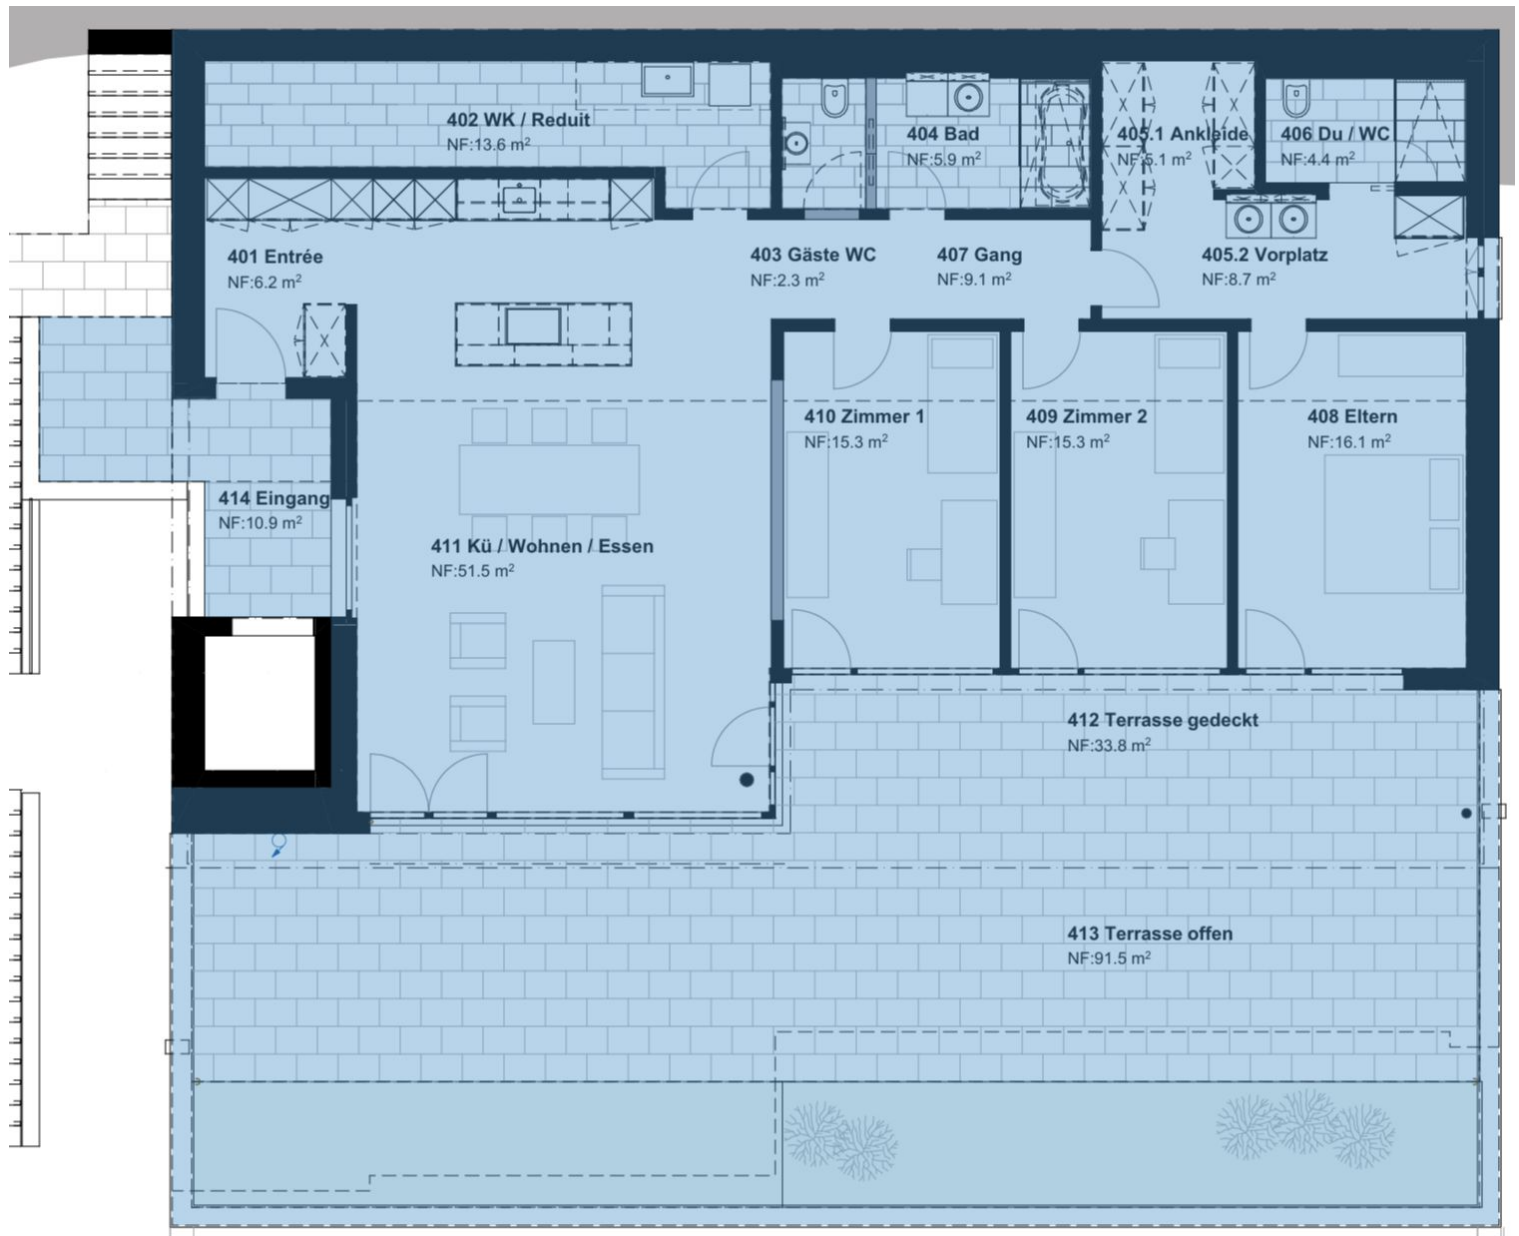 402 WK / Reduit
NF:13.6 m²
404 Bad
NF:5.9 m²
405.1 Ankleide
NF:5.1 m²
406 Du / WC
NF:4.4 m²
401 Entrée
NF:6.2 m²
403 Gäste WC
NF:2.3 m²
407 Gang
NF:9.1 m²
405.2 Vorplatz
NF:8.7 m²
410 Zimmer 1
NF:15.3 m²
409 Zimmer 2
NF:15.3 m²
408 Eltern
NF:16.1 m²
414 Eingang
NF:10.9 m²
411 Kü / Wohnen / Essen
NF:51.5 m²
412 Terrasse gedeckt
NF:33.8 m²
413 Terrasse offen
NF:91.5 m²